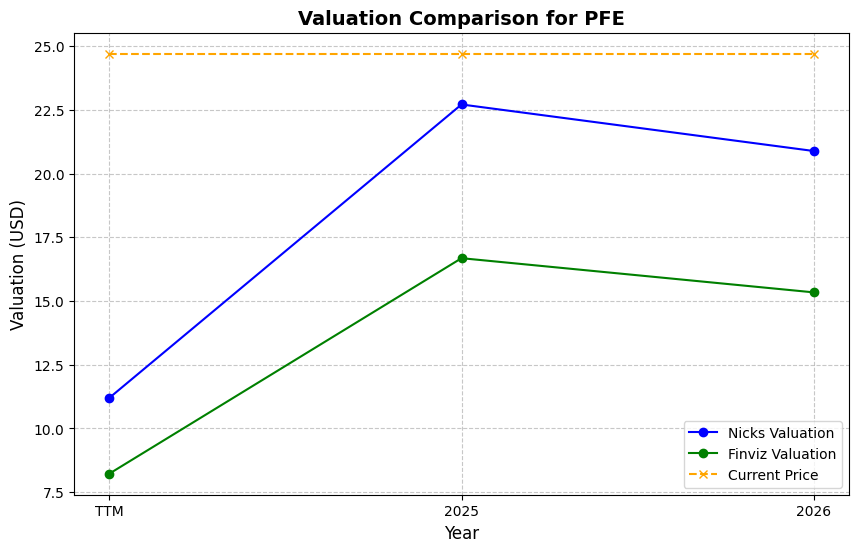 Valuation Comparison for PFE
Valuation (USD)
25.0
22.5
20.0
17.5
15.0
12.5
10.0
7.5
TTM
2025
2026
Year
Nicks Valuation
Finviz Valuation
Current Price